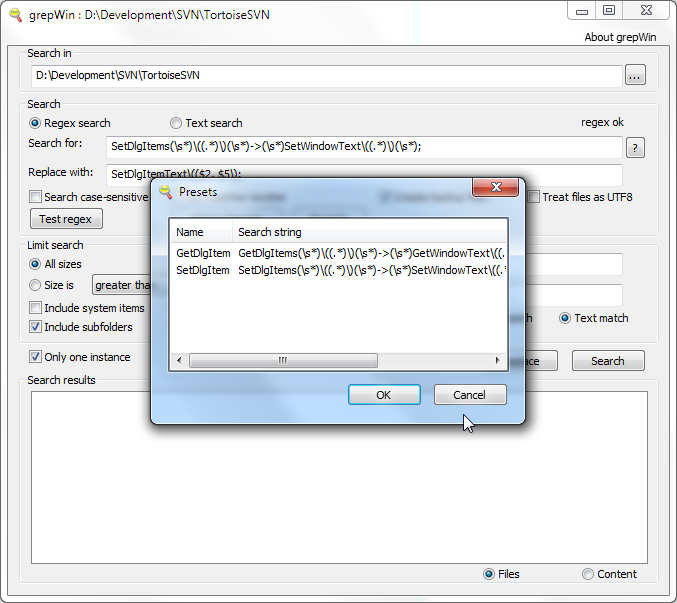 grepWin : D:\Development\SVN\TortoiseSVN
About grepWin
Search in
D:\Development\SVN\TortoiseSVN
...
Search
Regex search
Text search
regex ok
Search for:
SetDlgItems(\s*)\((.*)\)(\s*)->(\s*)SetWindowText\((.*)\)(\s*);
?
Replace with:
SetDlgItemText\(($2, $5\);
Search case-sensitive
Treat files as UTF8
Test regex
Presets
Name
Search string
GetDlgItem
GetDlgItems(\s*)\((.*)\)(\s*)->(\s*)GetWindowText\((.
SetDlgItem
SetDlgItems(\s*)\((.*)\)(\s*)->(\s*)SetWindowText\((.*
OK
Cancel
Limit search
All sizes
Size is
greater than
Include system items
Include subfolders
Text match
Only one instance
Search
Search results
Files
Content